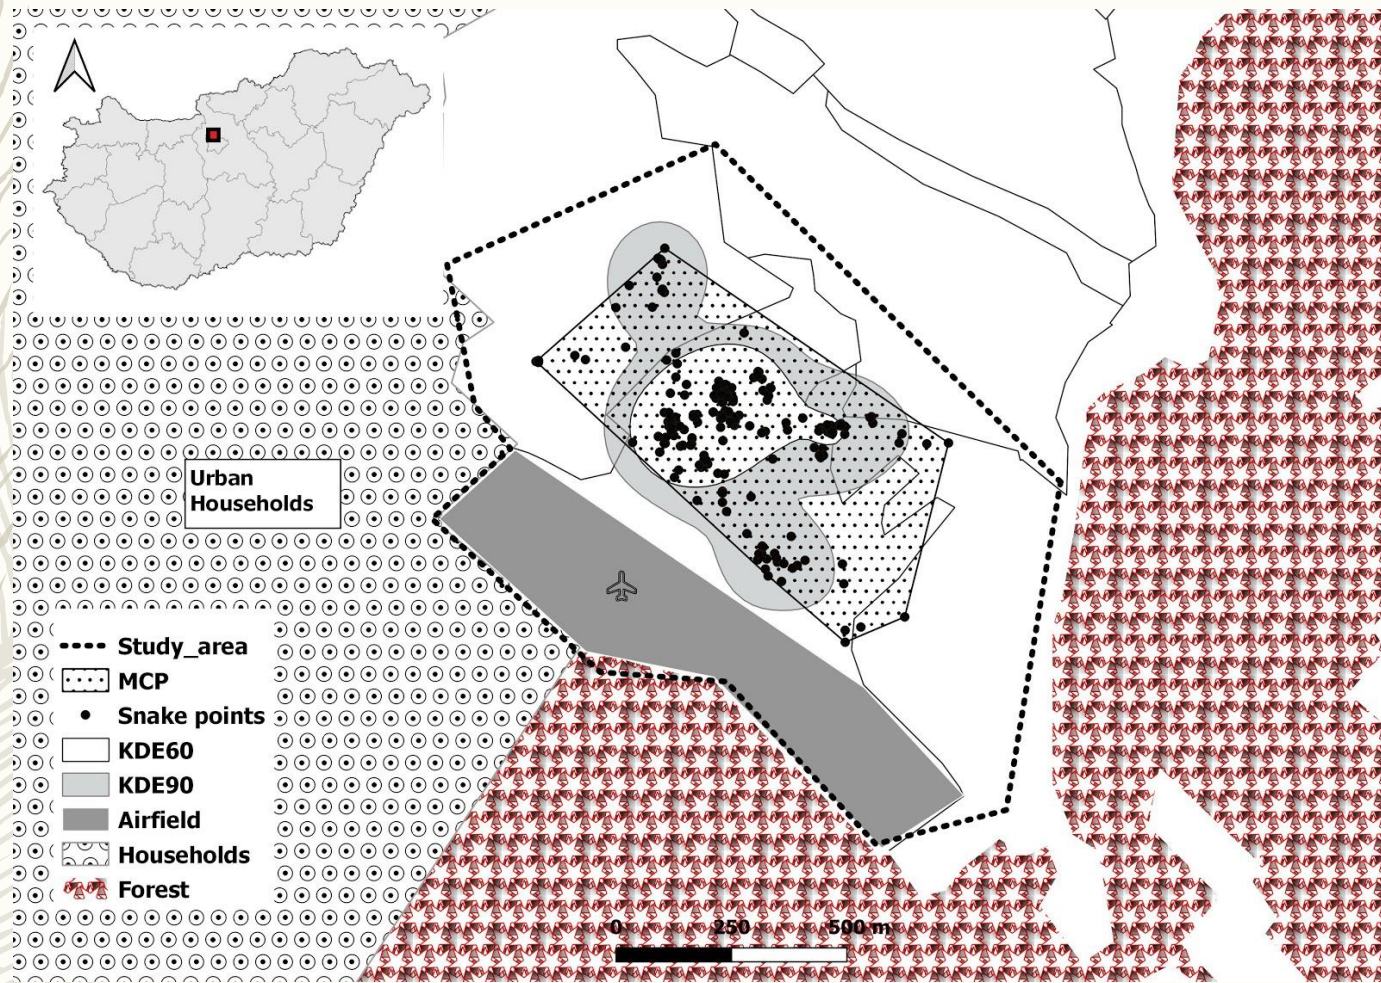 Urban
Households
Study_area
MCP
Snake points
KDE60
KDE90
Airfield
Households
Forest
0 250 500 m